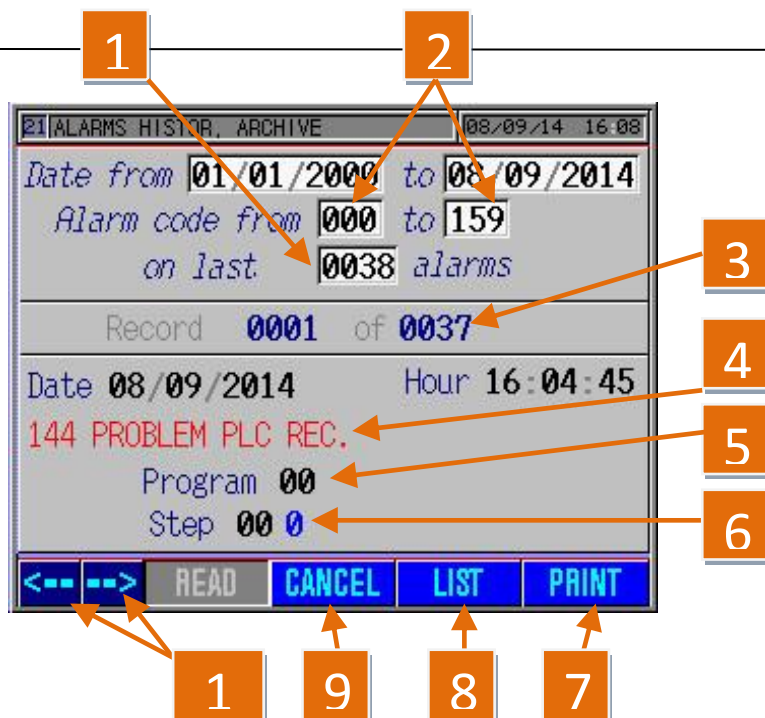 1 2
21 ALARMS HISTOR. ARCHIVE 08/09/14 16:08
Date from 01/01/2000 to 08/09/2014
Alarm code from 000 to 159
on last 0038 alarms
3
Record 0001 of 0037
4
Date 08/09/2014 Hour 16:04:45
144 PROBLEM PLC REC.
5
Program 00
Step 00 0
6
<-- --> READ CANCEL LIST PRINT
1 9 8 7